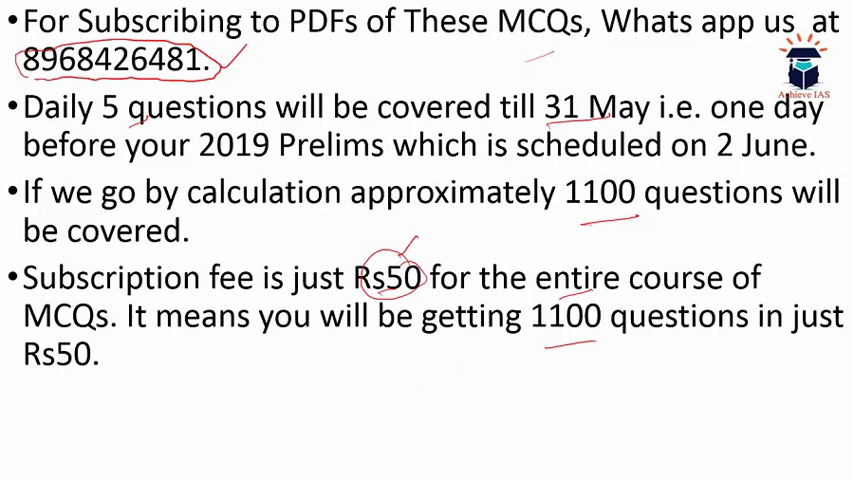 •For Subscribing to PDFs of These MCQs, Whats app us at
8968426481.
Achieve IAS
•Daily 5 questions will be covered till 31 May i.e. one day
before your 2019 Prelims which is scheduled on 2 June.
•If we go by calculation approximately 1100 questions will
be covered.
•Subscription fee is just Rs50 for the entire course of
MCQs. It means you will be getting 1100 questions in just
Rs50.